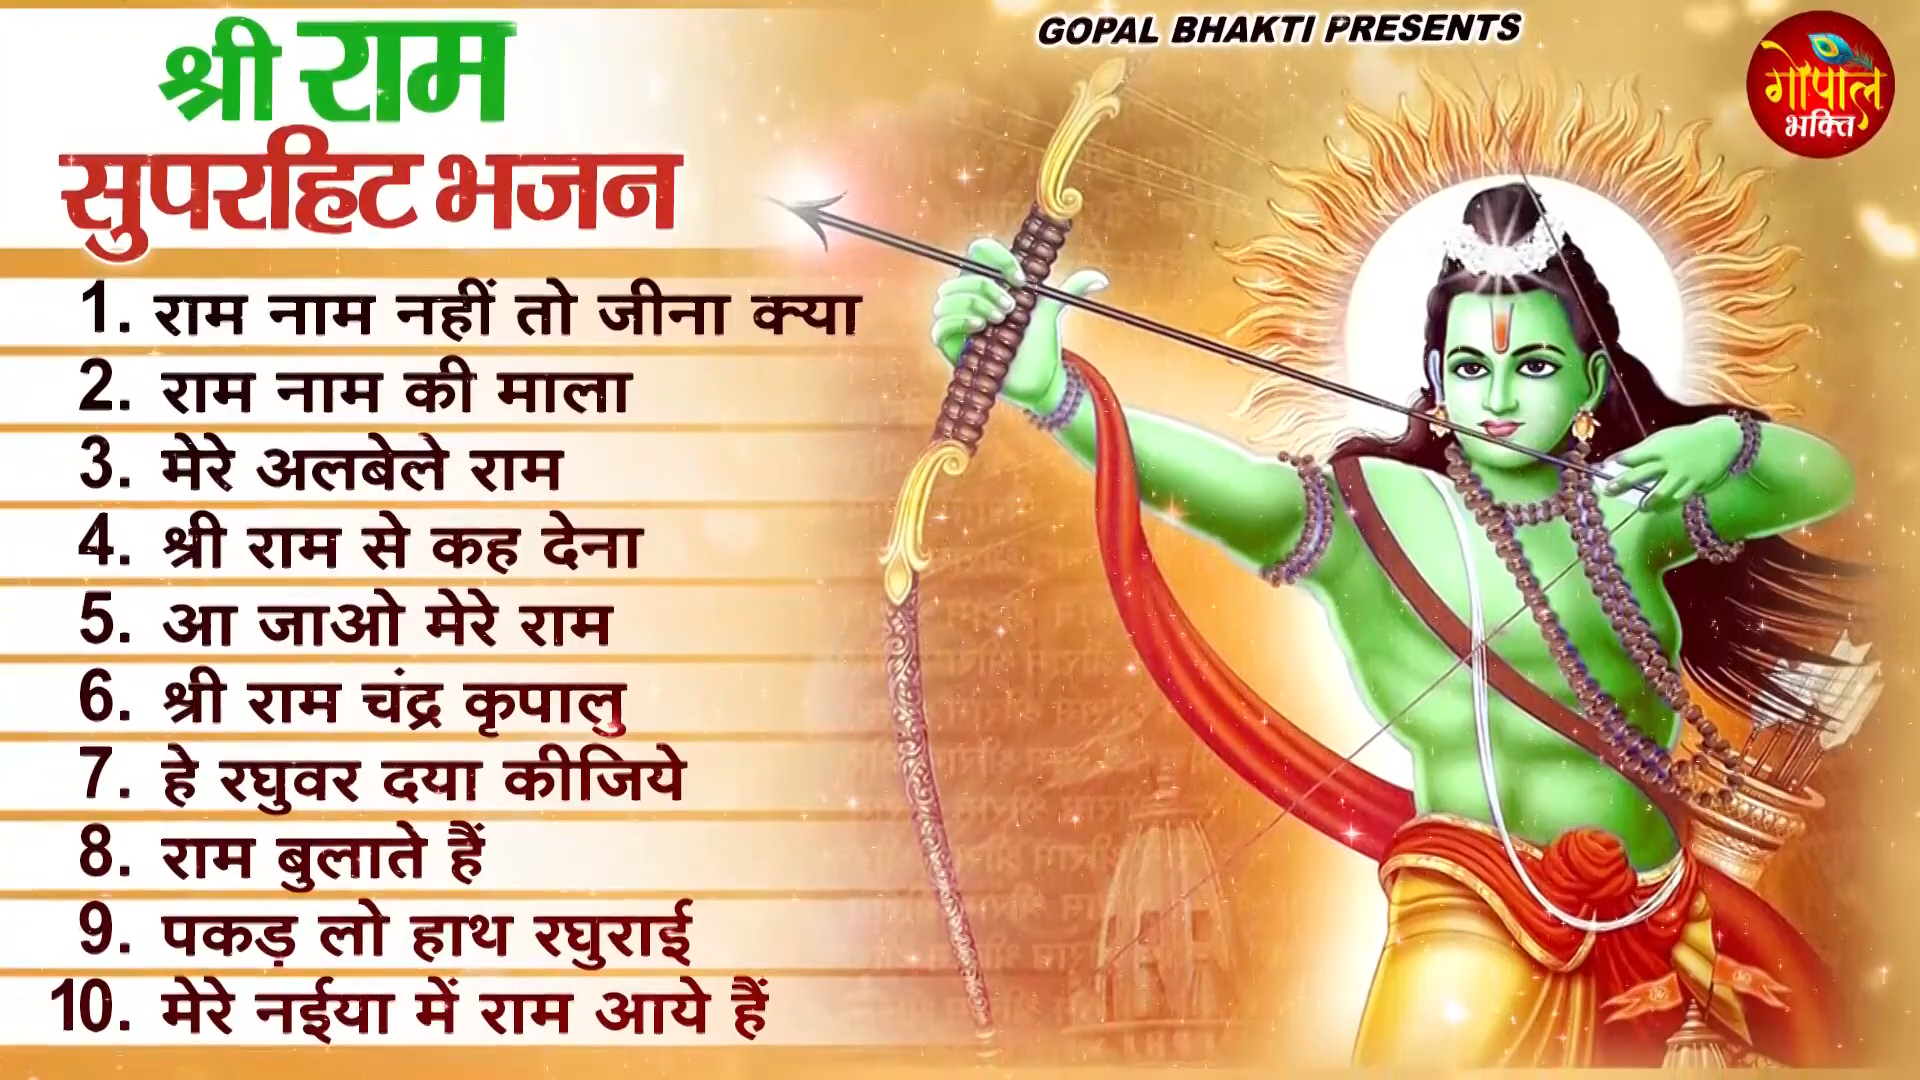 श्री राम
सुपरहिट भजन
1. राम नाम नहीं तो जीना क्या
2. राम नाम की माला
3. मेरे अलबेले राम
4. श्री राम से कह देना
5. आ जाओ मेरे राम
6. श्री राम चंद्र कृपालु
7. हे रघुवर दया कीजिये
8. राम बुलाते हैं
9. पकड़ लो हाथ रघुराई
10. मेरे नईया में राम आये हैं
GOPAL BHAKTI PRESENTS
गोपाल
भक्ति